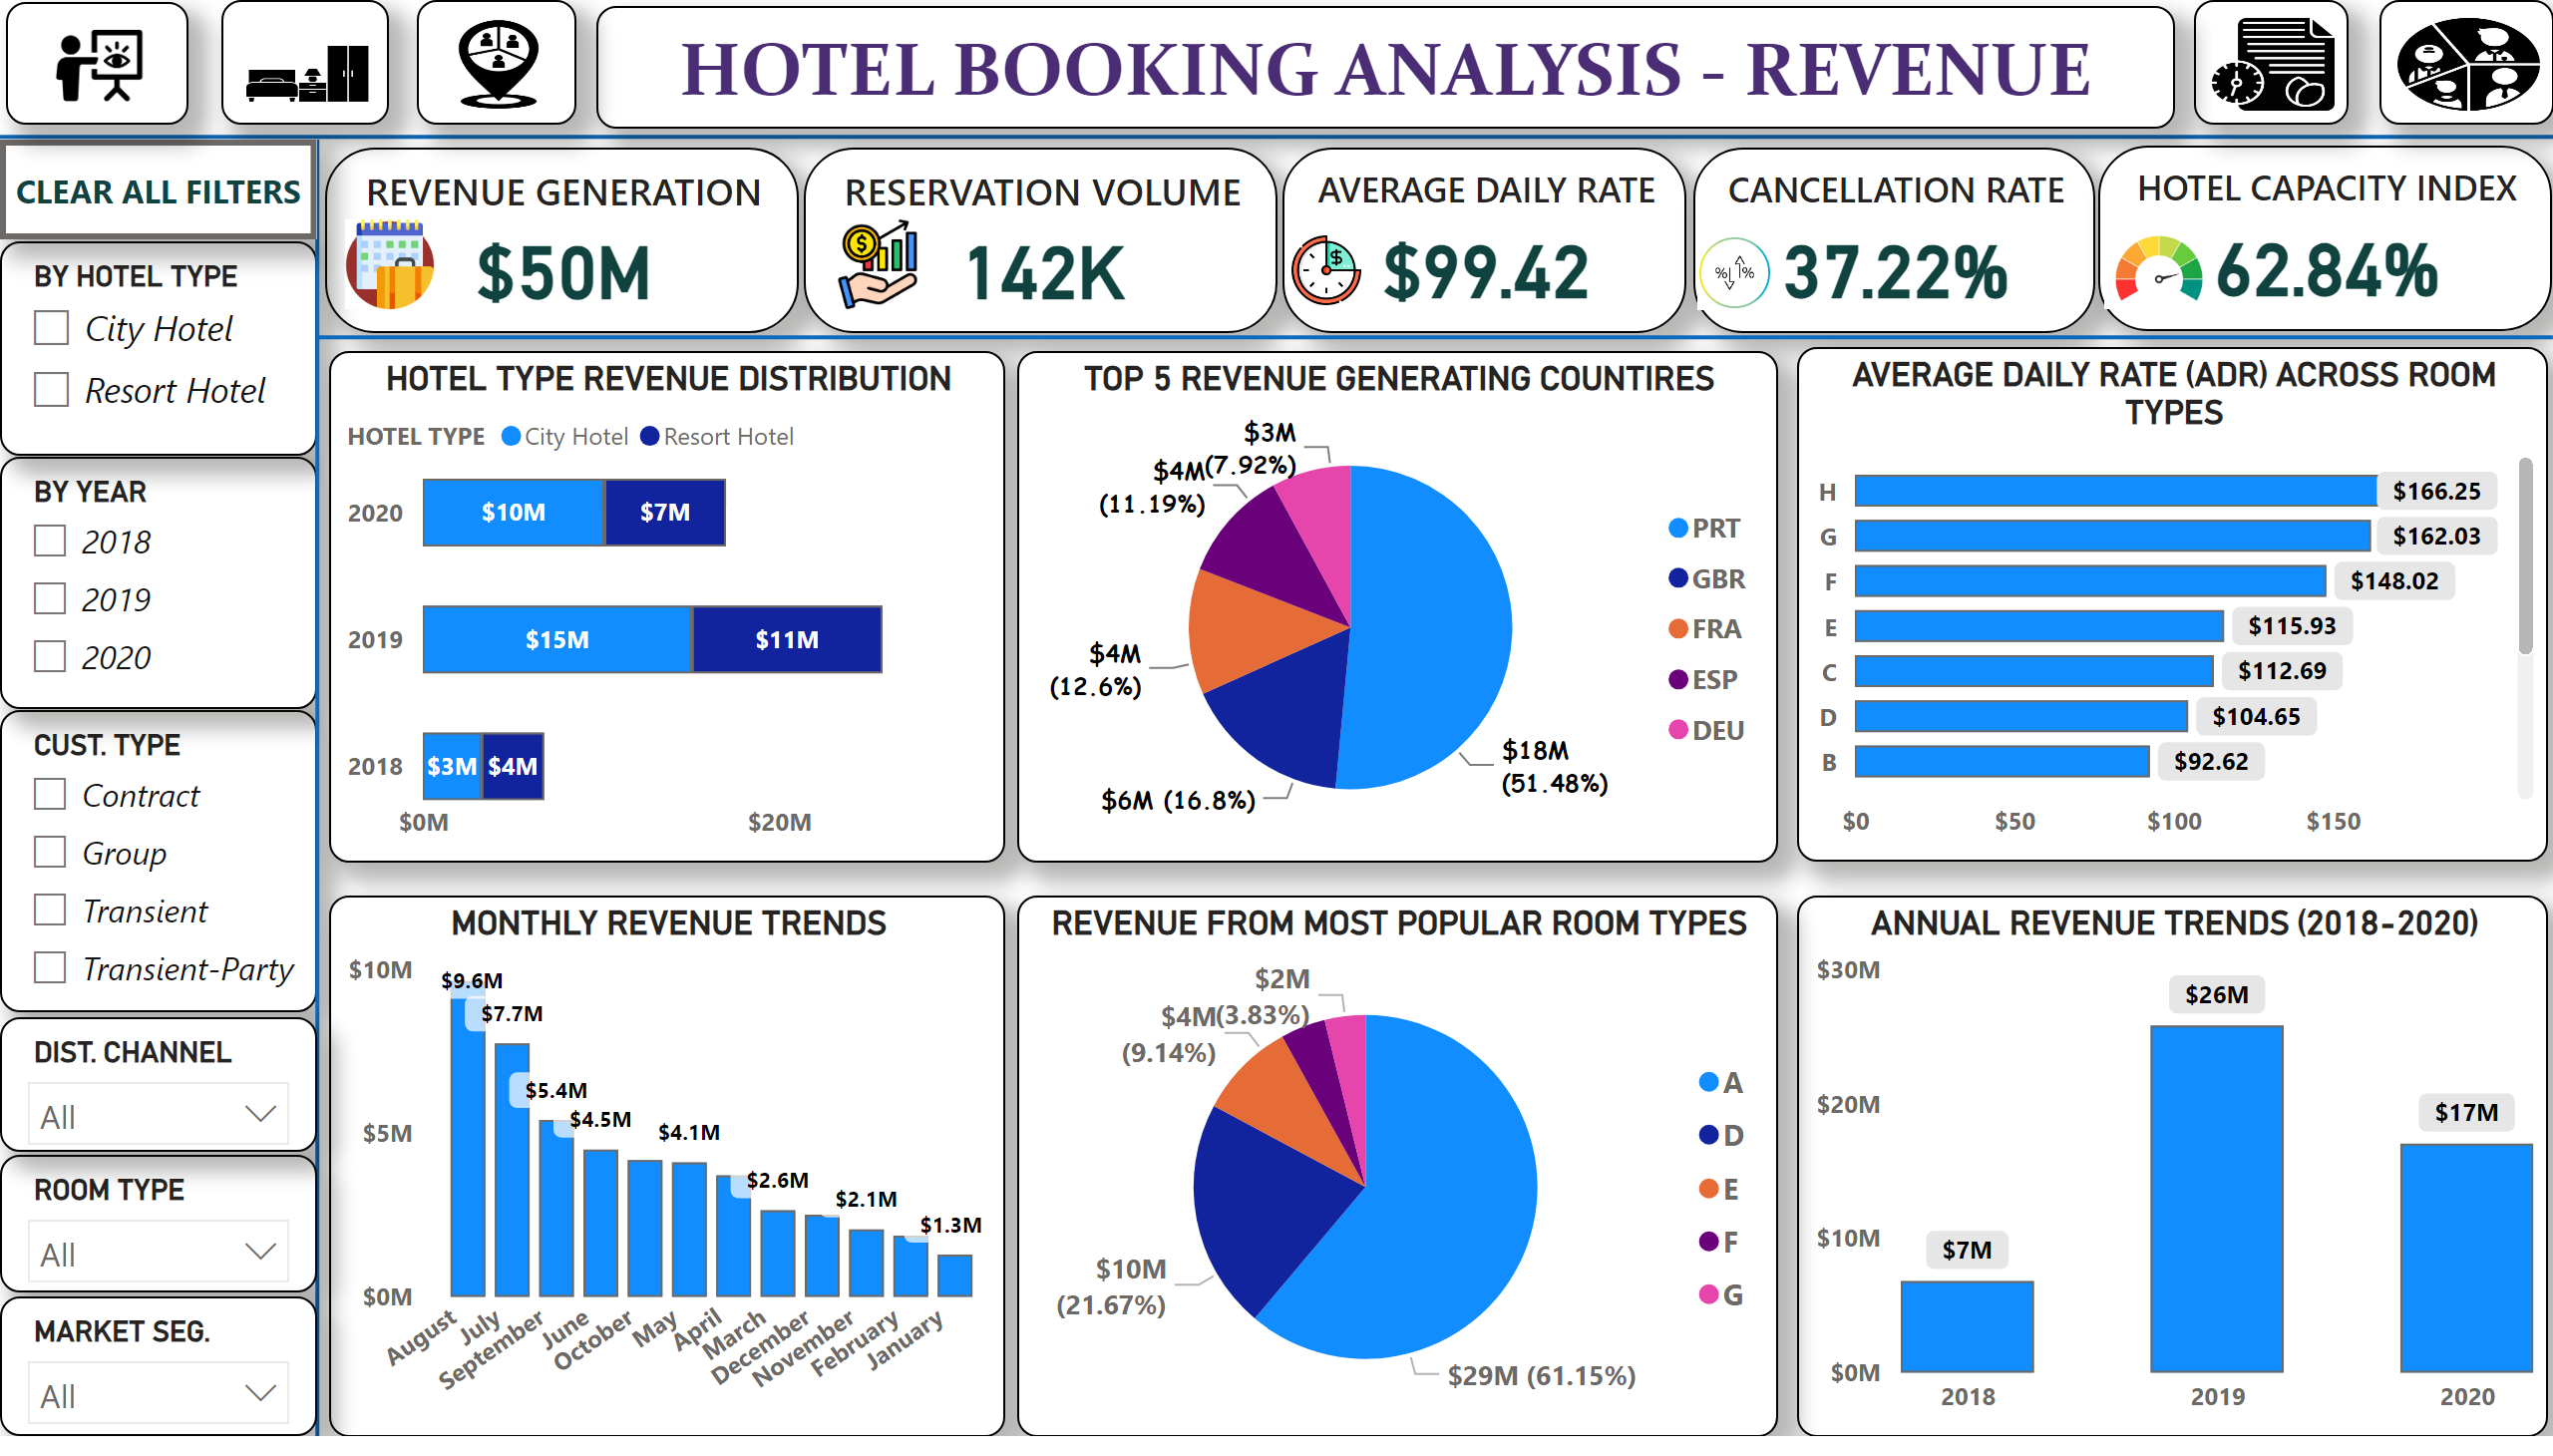 HOTEL BOOKING ANALYSIS - REVENUE
CLEAR ALL FILTERS
BY HOTEL TYPE
City Hotel
Resort Hotel
BY YEAR
2018
2019
2020
CUST. TYPE
Contract
Group
Transient
Transient-Party
DIST. CHANNEL
All
ROOM TYPE
All
MARKET SEG.
All
REVENUE GENERATION
$50M
RESERVATION VOLUME
$
142K
AVERAGE DAILY RATE
$
$99.42
CANCELLATION RATE
% %
37.22%
HOTEL CAPACITY INDEX
62.84%
HOTEL TYPE REVENUE DISTRIBUTION
HOTEL TYPE City Hotel Resort Hotel
2020 $10M $7M
2019 $15M $11M
2018 $3M $4M
$0M $20M
TOP 5 REVENUE GENERATING COUNTIRES
$3M
(7.92%)
$4M
(11.19%)
$4M
(12.6%)
$6M (16.8%)
$18M
(51.48%)
PRT
GBR
FRA
ESP
DEU
AVERAGE DAILY RATE (ADR) ACROSS ROOM
TYPES
H $166.25
G $162.03
F $148.02
E $115.93
C $112.69
D $104.65
B $92.62
$0 $50 $100 $150
MONTHLY REVENUE TRENDS
$10M
$5M
$0M
$9.6M
$7.7M
$5.4M
$4.5M
$4.1M
$2.6M
$2.1M
$1.3M
August
July
September
June
October
May
April
March
December
November
February
January
REVENUE FROM MOST POPULAR ROOM TYPES
$2M
(3.83%)
$4M
(9.14%)
$10M
(21.67%)
$29M (61.15%)
A
D
E
F
G
ANNUAL REVENUE TRENDS (2018-2020)
$30M
$20M
$10M
$0M
$7M
$26M
$17M
2018 2019 2020